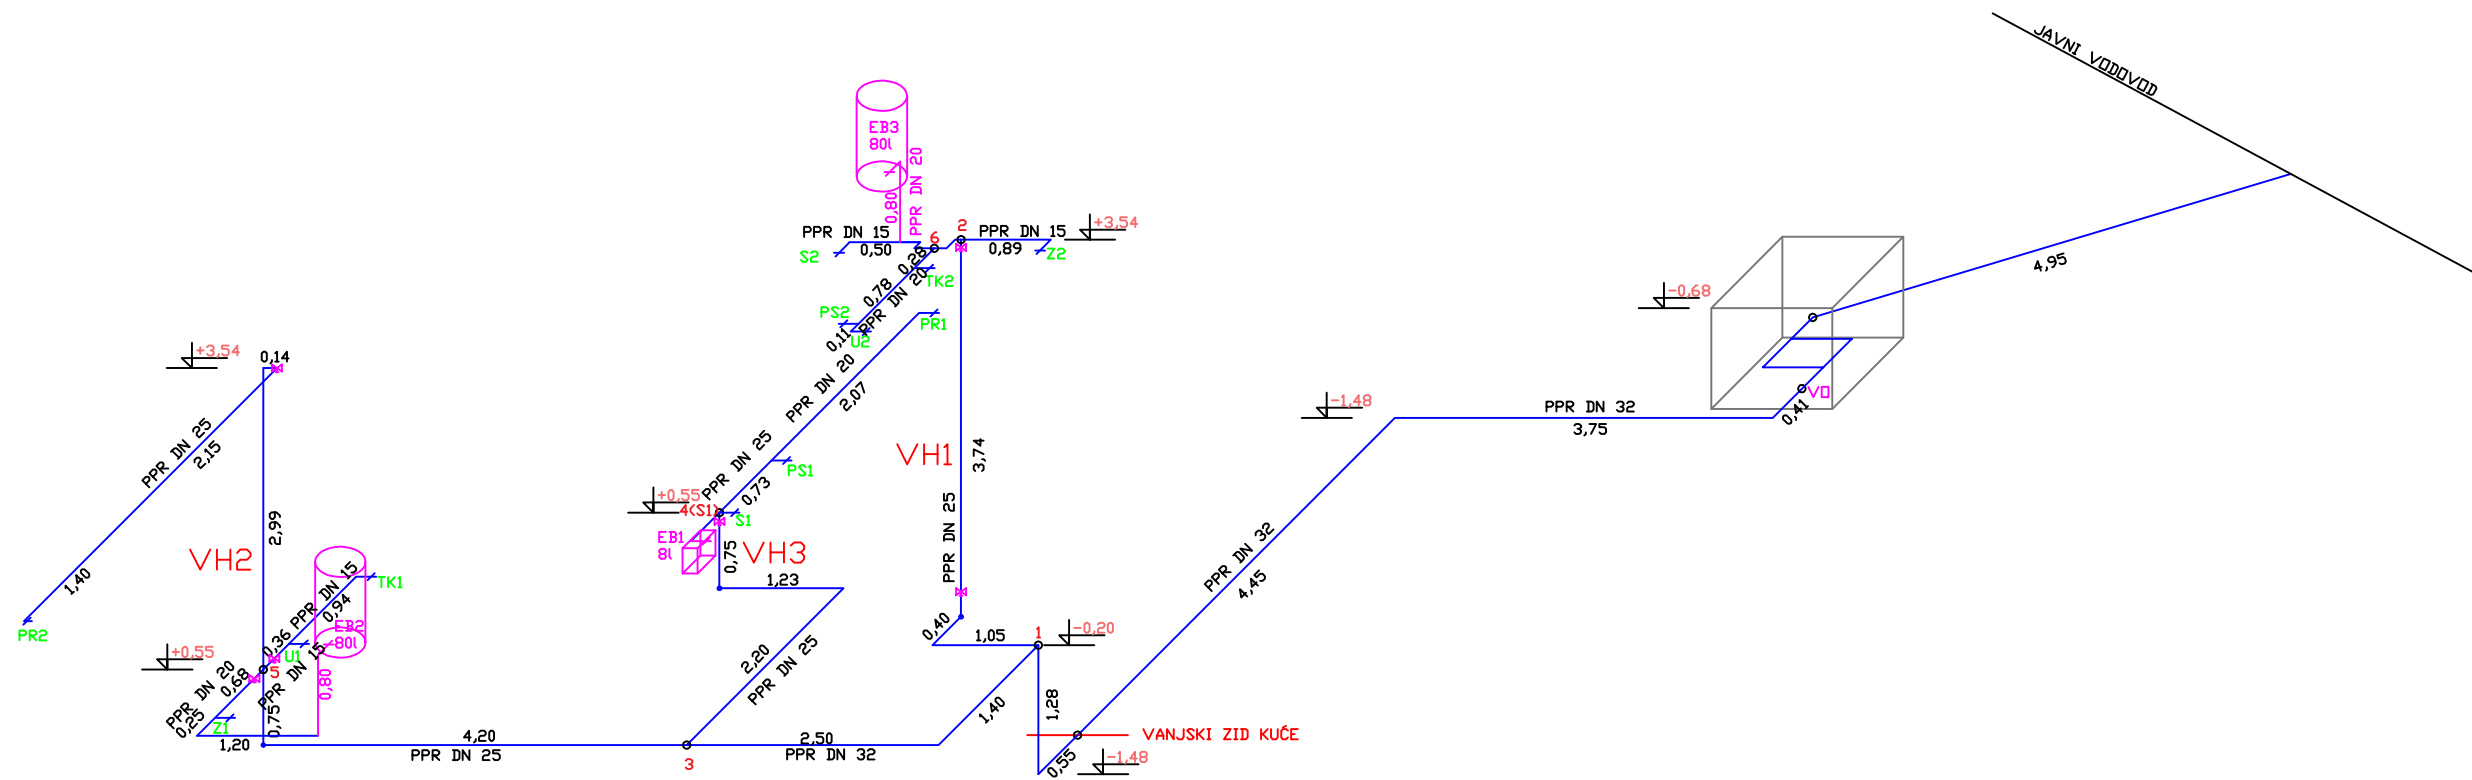 JAVNI VODOVOD
EB3
80l
PPR DN 20
0,80
2
PPR DN 15
+3,54
PPR DN 15
6
0,50
0,89
S2
Z2
0,28
4,95
TK2
0,78
PPR DN 20
-0,68
PS2
PR1
0,11
U2
+3,54
0,14
PPR DN 20
2,07
VO
-1,48
PPR DN 32
0,41
3,75
PPR DN 25
2,15
PPR DN 25
VH1
3,74
PS1
0,73
+0,55
4(S1)
S1
PPR DN 25
2,99
EB1
8l
0,75
VH3
VH2
1,23
PPR DN 32
4,45
1,40
PPR DN 15
TK1
0,94
PR2
EB2
80l
0,40
1,05
1
-0,20
0,36
U1
+0,55
5
PPR DN 15
PPR DN 20
0,68
0,80
2,20
PPR DN 25
1,28
1,40
0,25
Z1
0,75
1,20
4,20
PPR DN 25
2,50
PPR DN 32
3
VANJSKI ZID KUĆE
0,55
-1,48